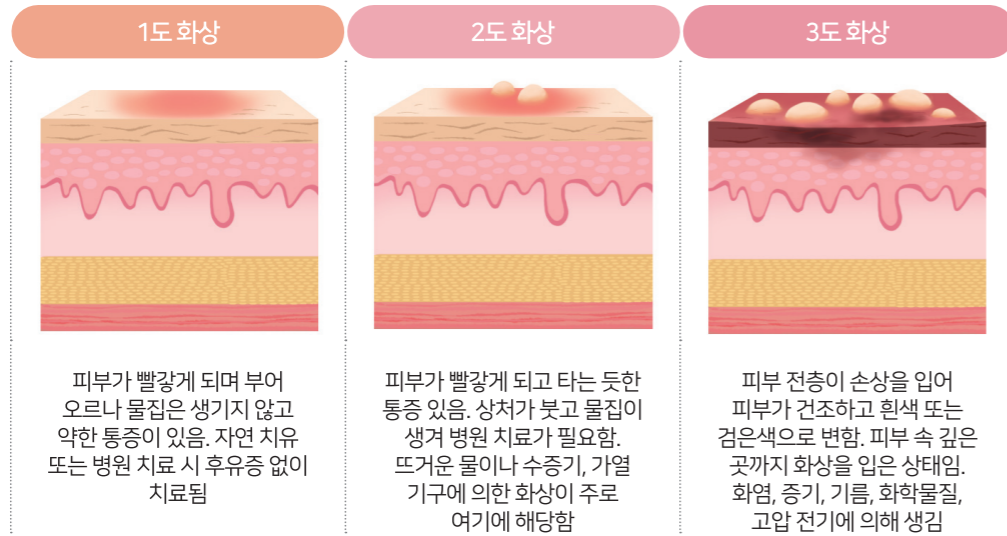 1도 화상
2도 화상
3도 화상
피부가 빨갛게 되며 부어
오르나 물집은 생기지 않고
약한 통증이 있음. 자연 치유
또는 병원 치료 시 후유증 없이
치료됨
피부가 빨갛게 되고 타는 듯한
통증 있음. 상처가 붓고 물집이
생겨 병원 치료가 필요함.
뜨거운 물이나 수증기, 가열
기구에 의한 화상이 주로
여기에 해당함
피부 전층이 손상을 입어
피부가 건조하고 흰색 또는
검은색으로 변함. 피부 속 깊은
곳까지 화상을 입은 상태임.
화염, 증기, 기름, 화학물질,
고압 전기에 의해 생김